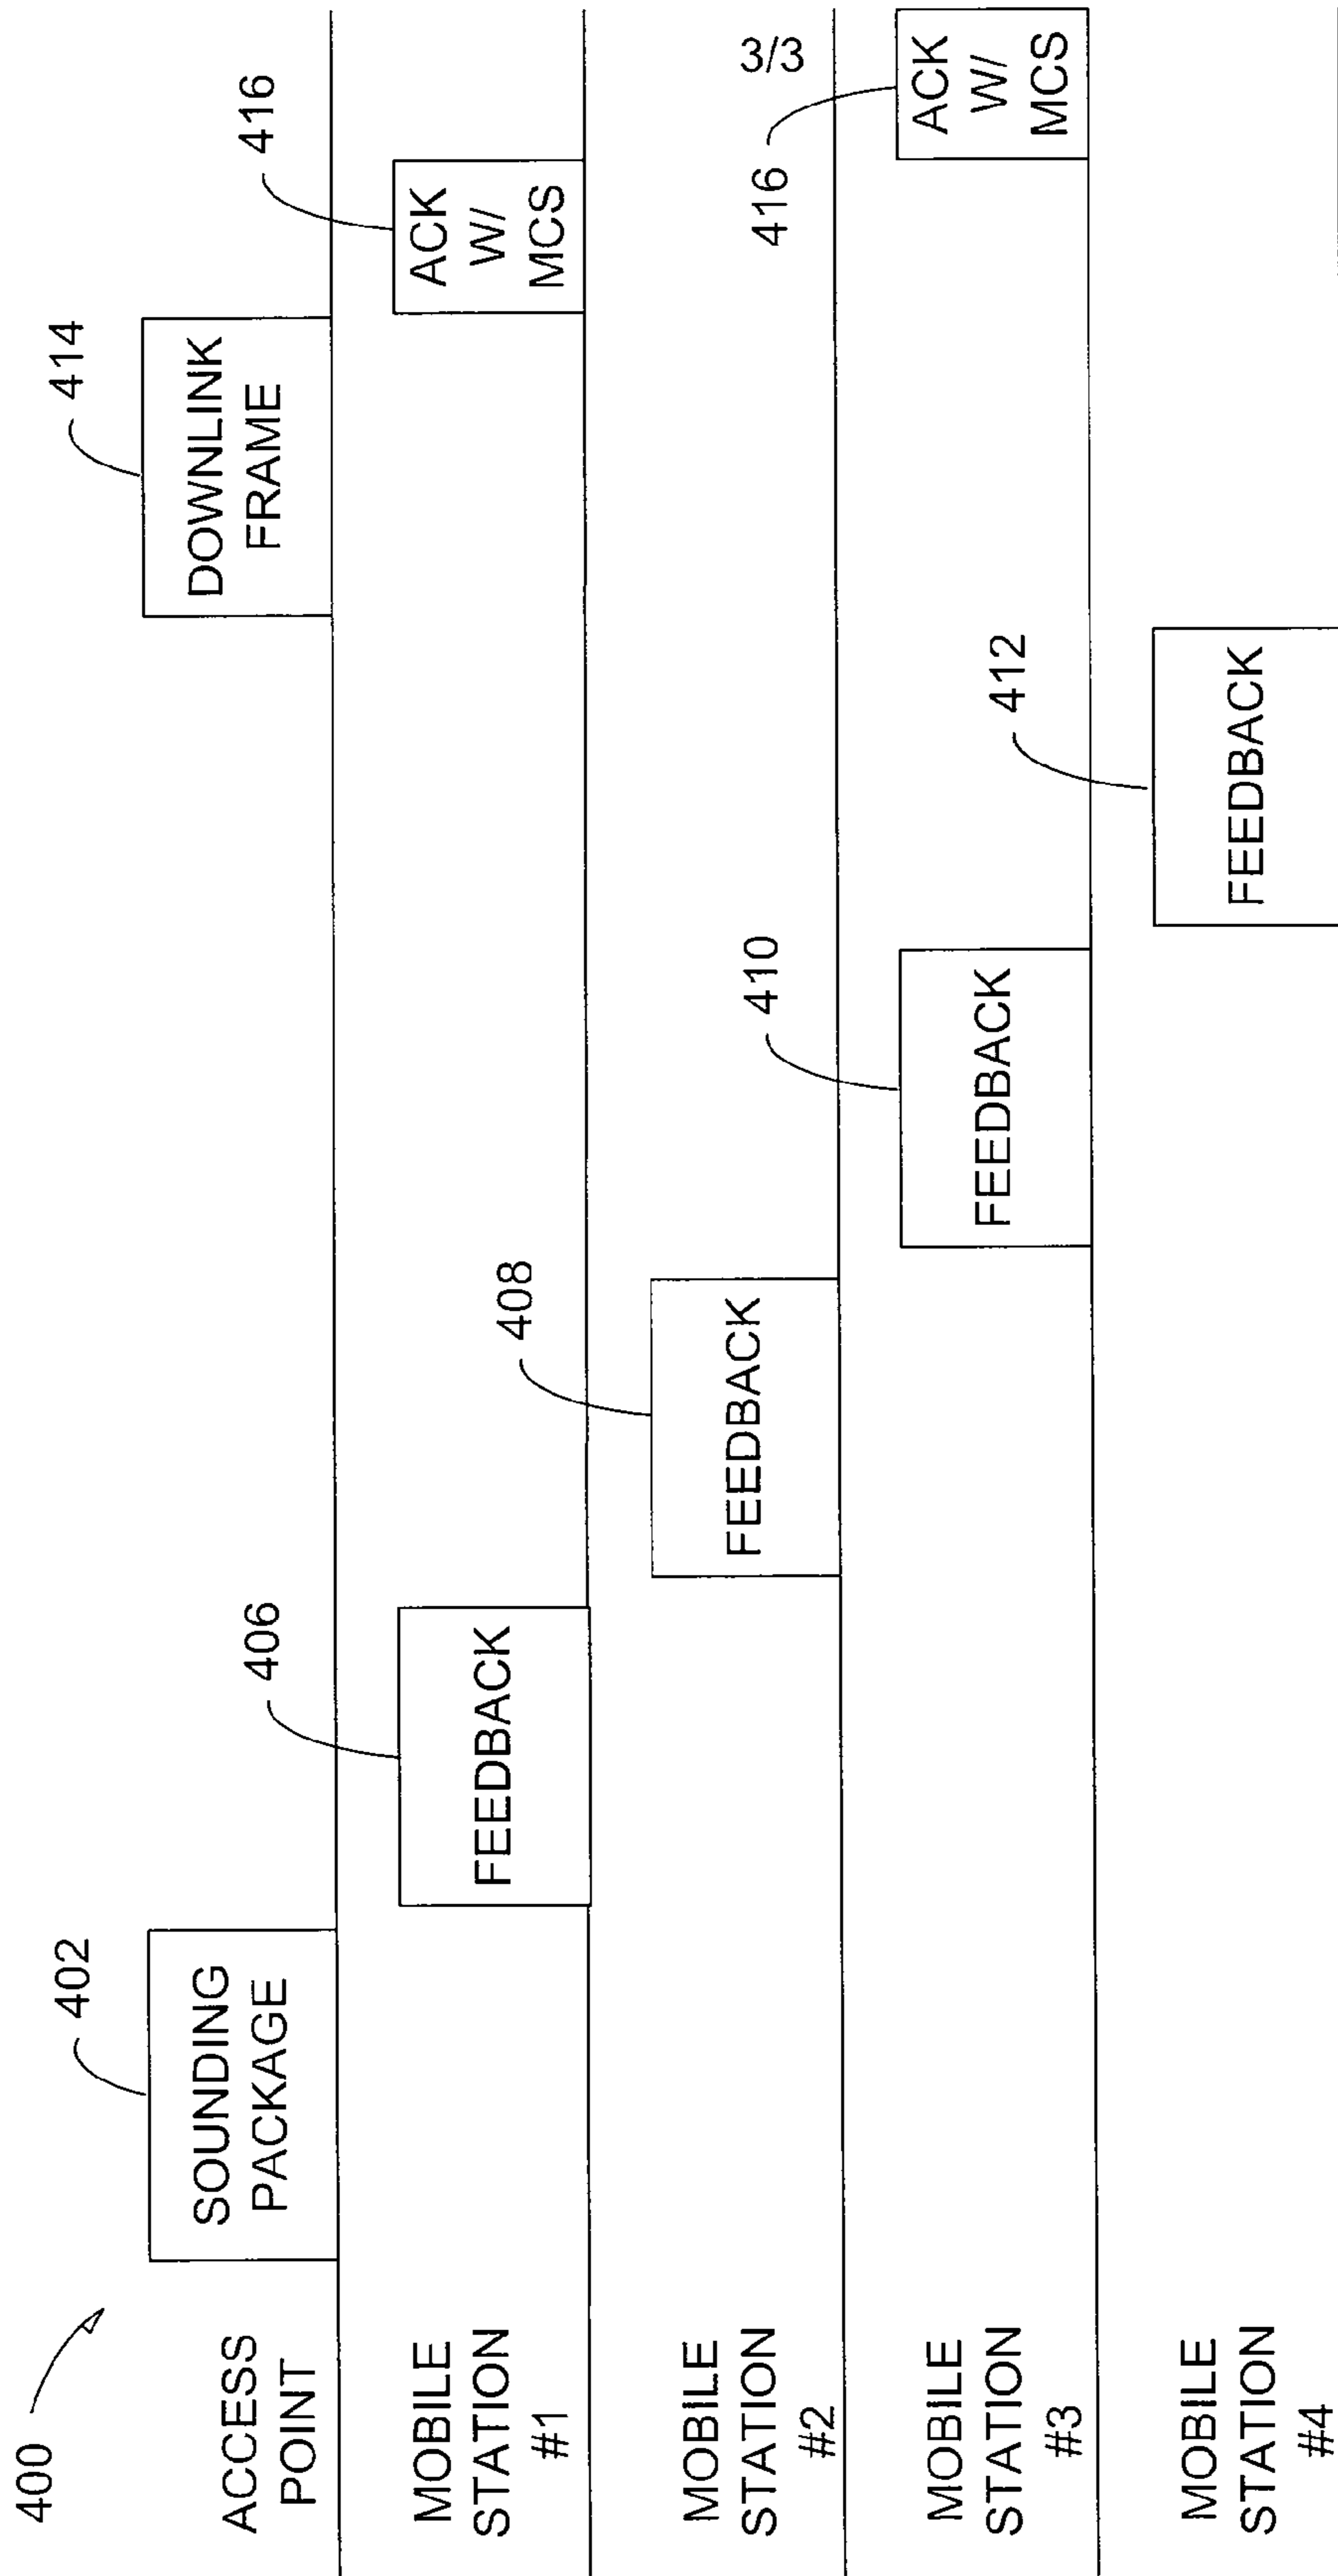 400
ACCESS
POINT
402
SOUNDING
PACKAGE
414
DOWNLINK
FRAME
MOBILE
STATION
#1
406
FEEDBACK
416
ACK
W/
MCS
MOBILE
STATION
#2
408
FEEDBACK
3/3
MOBILE
STATION
#3
410
FEEDBACK
416
ACK
W/
MCS
MOBILE
STATION
#4
412
FEEDBACK